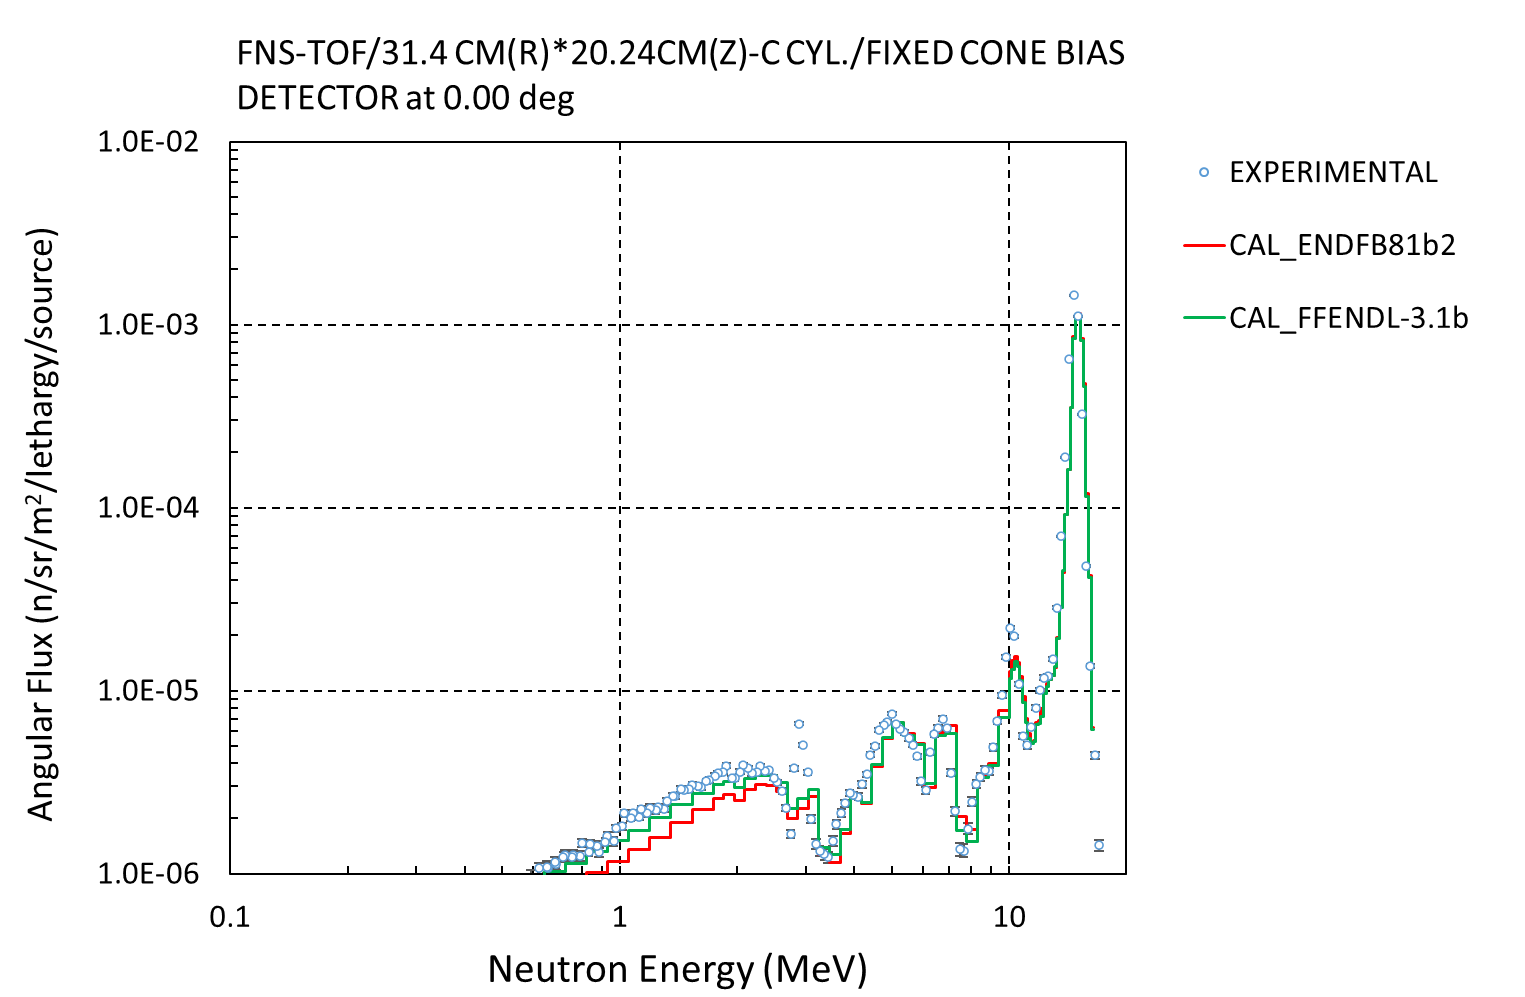 FNS-TOF/31.4 CM(R)*20.24CM(Z)-C CYL./FIXED CONE BIAS
DETECTOR at 0.00 deg
1.0E-02
1.0E-03
1.0E-04
1.0E-05
1.0E-06
Angular Flux (n/sr/m²/lethargy/source)
0.1
1
10
Neutron Energy (MeV)
EXPERIMENTAL
CAL_ENDFB81b2
CAL_FFENDL-3.1b